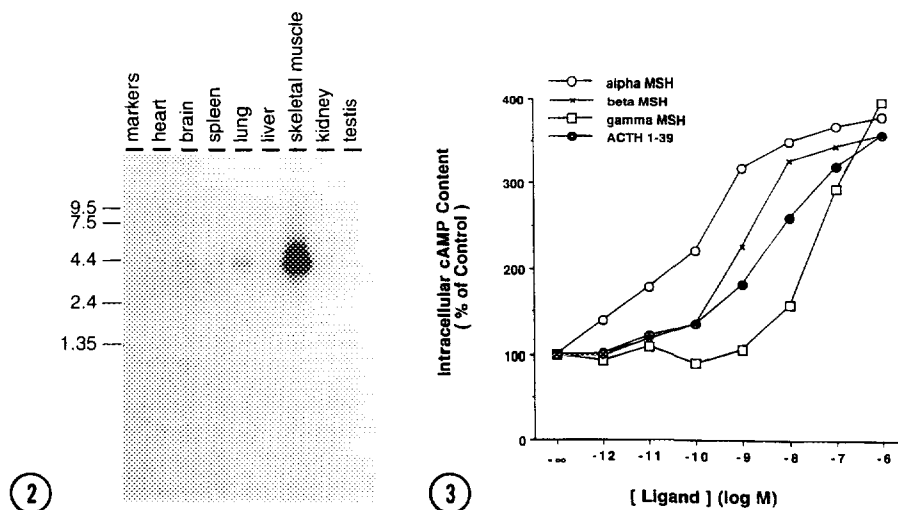 markers
heart
brain
spleen
lung
liver
skeletal muscle
kidney
testis
9.5
7.5
4.4
2.4
1.35
2
alpha MSH
beta MSH
gamma MSH
ACTH 1-39
400
300
200
100
0
Intracellular cAMP Content
( % of Control )
-∞ -12 -11 -10 -9 -8 -7 -6
[ Ligand ] (log M)
3